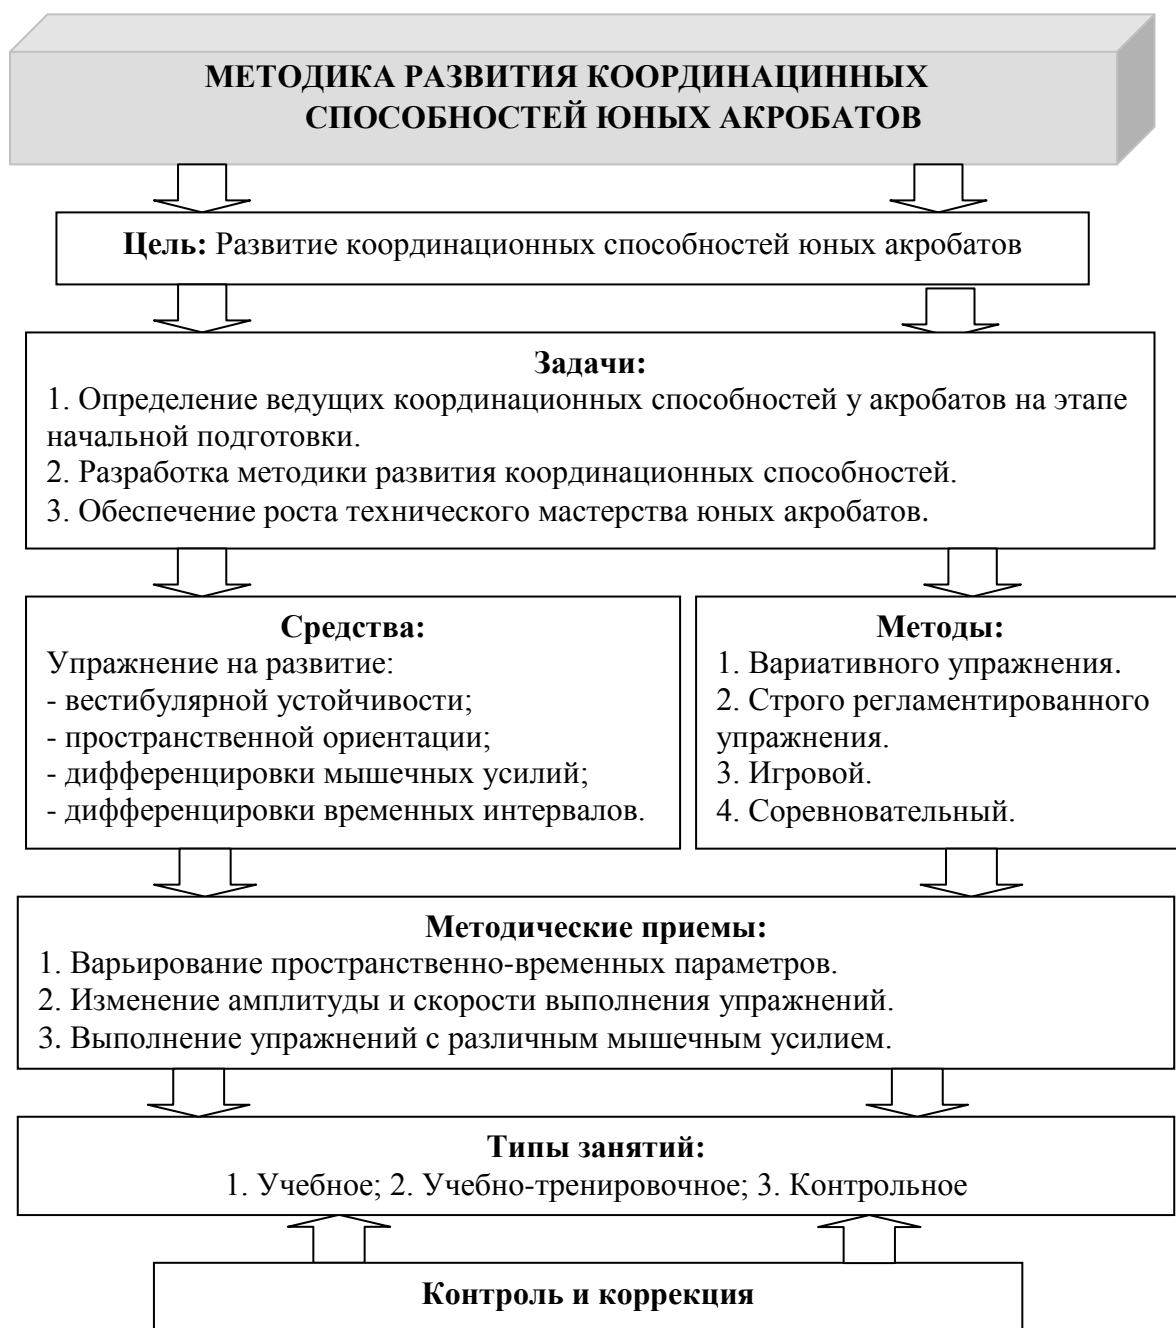 МЕТОДИКА РАЗВИТИЯ КООРДИНАЦИННЫХ
СПОСОБНОСТЕЙ ЮНЫХ АКРОБАТОВ
Цель: Развитие координационных способностей юных акробатов
Задачи:
1. Определение ведущих координационных способностей у акробатов на этапе
начальной подготовки.
2. Разработка методики развития координационных способностей.
3. Обеспечение роста технического мастерства юных акробатов.
Средства:
Упражнение на развитие:
- вестибулярной устойчивости;
- пространственной ориентации;
- дифференцировки мышечных усилий;
- дифференцировки временных интервалов.
Методы:
1. Вариативного упражнения.
2. Строго регламентированного
упражнения.
3. Игровой.
4. Соревновательный.
Методические приемы:
1. Варьирование пространственно-временных параметров.
2. Изменение амплитуды и скорости выполнения упражнений.
3. Выполнение упражнений с различным мышечным усилием.
Типы занятий:
1. Учебное; 2. Учебно-тренировочное; 3. Контрольное
Контроль и коррекция